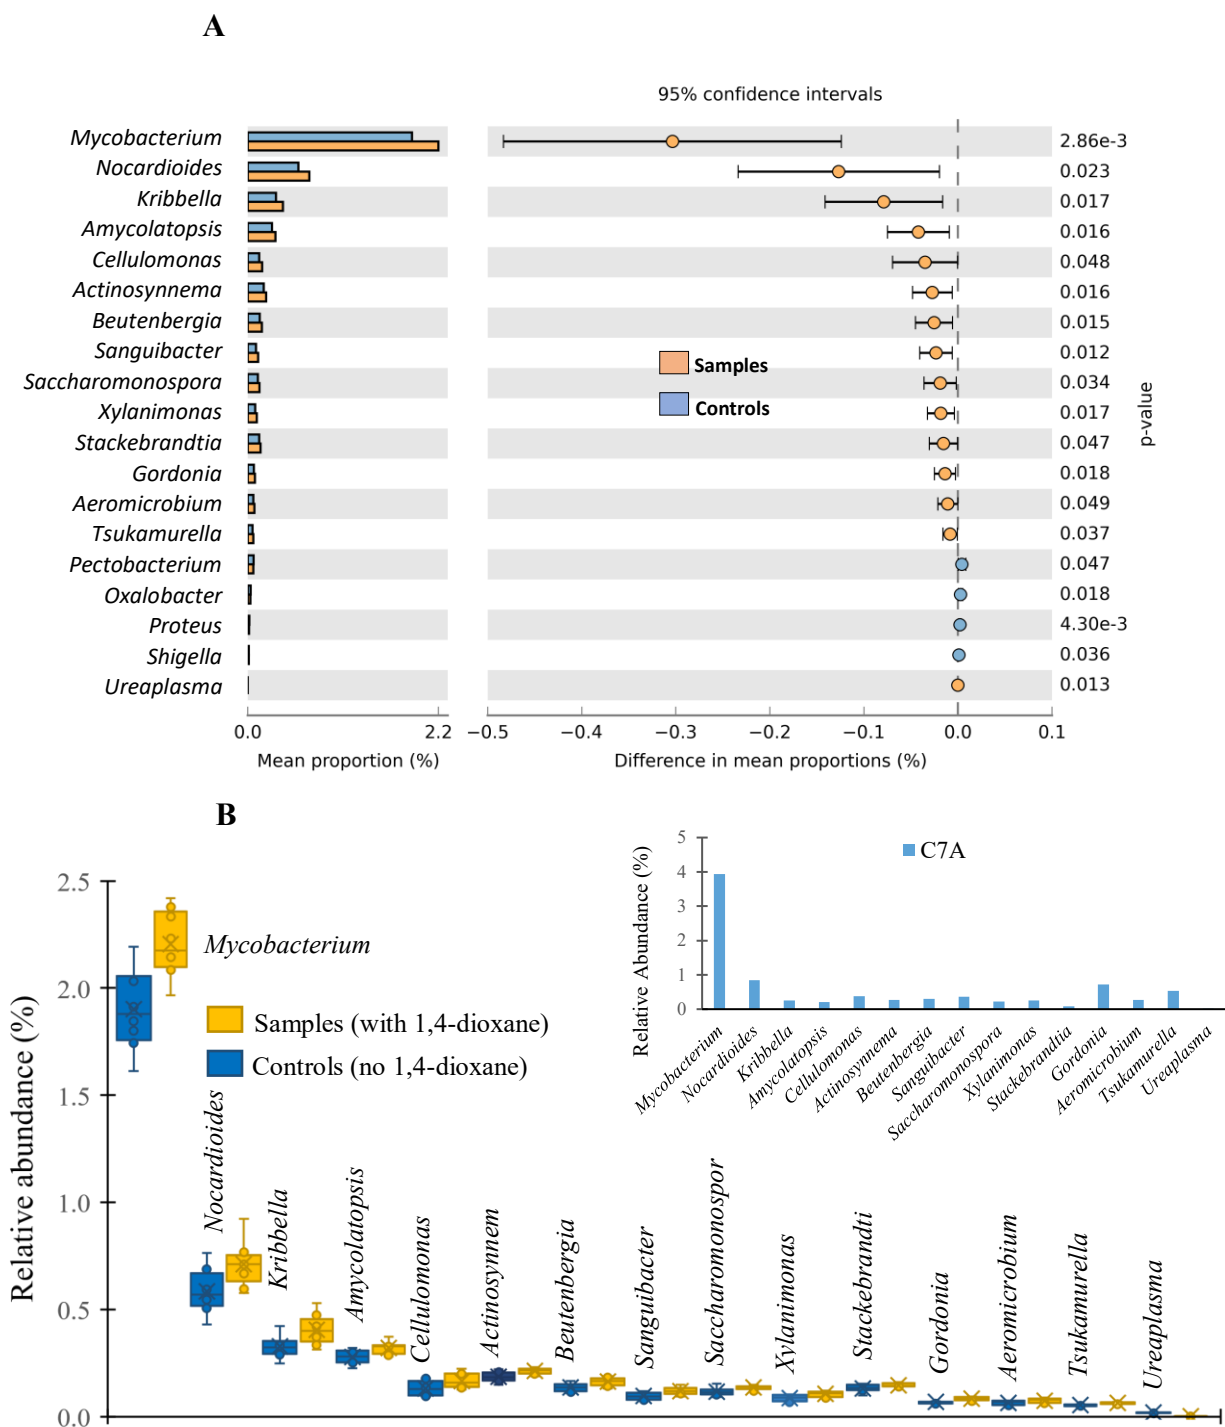 A
95% confidence intervals
Mycobacterium 2.86e-3
Nocardioides 0.023
Kribbella 0.017
Amycolatopsis 0.016
Cellulomonas 0.048
Actinosynnema 0.016
Beutenbergia 0.015
Sanguibacter 0.012
Saccharomonospora 0.034
Xylanimonas 0.017
Stackebrandtia 0.047
Gordonia 0.018
Aeromicrobium 0.049
Tsukamurella 0.037
Pectobacterium 0.047
Oxalobacter 0.018
Proteus 4.30e-3
Shigella 0.036
Ureaplasma 0.013
Samples
Controls
p-value
0.0 2.2 −0.5 −0.4 −0.3 −0.2 −0.1 0.0 0.1
Mean proportion (%) Difference in mean proportions (%)
B
Relative Abundance (%)
5
4
3
2
1
0
C7A
Mycobacterium
Nocardioides
Kribbella
Amycolatopsis
Cellulomonas
Actinosynnema
Beutenbergia
Sanguibacter
Saccharomonospora
Xylanimonas
Stackebrandtia
Gordonia
Aeromicrobium
Tsukamurella
Ureaplasma
Relative abundance (%)
2.5
2.0
1.5
1.0
0.5
0.0
Mycobacterium
Samples (with 1,4-dioxane)
Controls (no 1,4-dioxane)
Nocardioides
Kribbella
Amycolatopsis
Cellulomonas
Actinosynnem
Beutenbergia
Sanguibacter
Saccharomonospor
Xylanimonas
Stackebrandti
Gordonia
Aeromicrobium
Tsukamurella
Ureaplasma